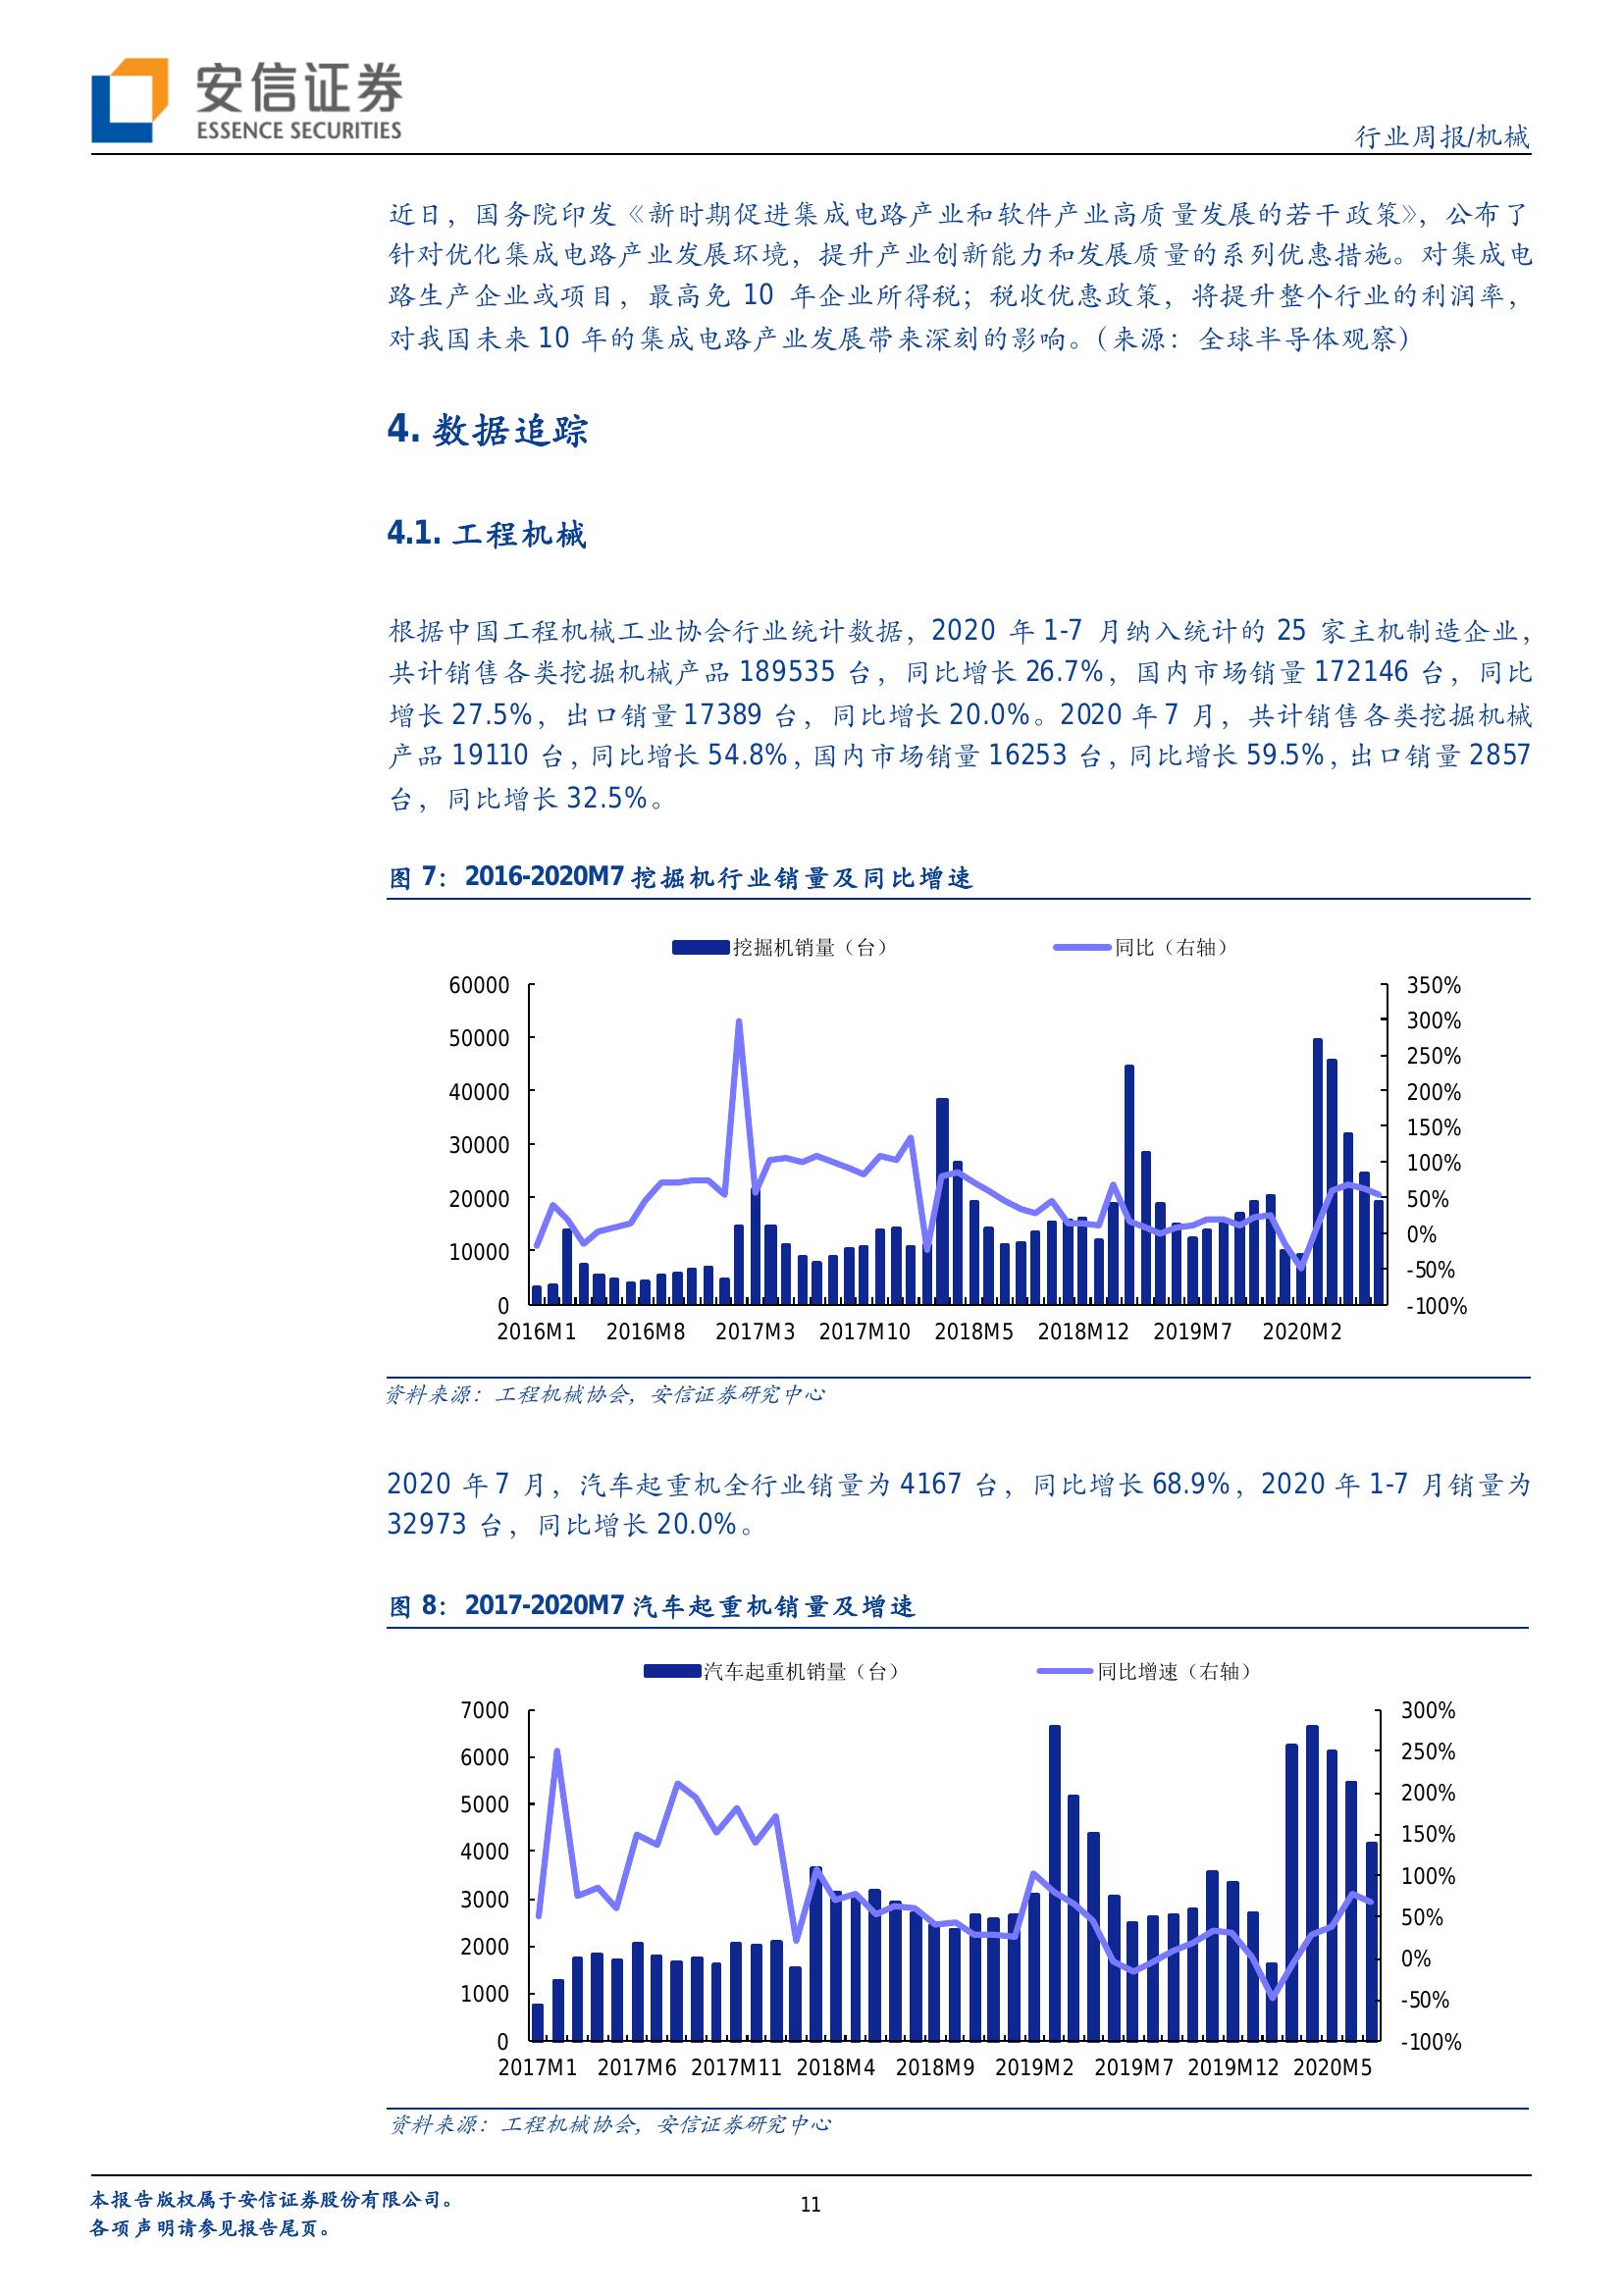 安信证券
ESSENCE SECURITIES
行业周报/机械
近日，国务院印发《新时期促进集成电路产业和软件产业高质量发展的若干政策》，公布了
针对优化集成电路产业发展环境，提升产业创新能力和发展质量的系列优惠措施。对集成电
路生产企业或项目，最高免 10 年企业所得税；税收优惠政策，将提升整个行业的利润率，
对我国未来 10 年的集成电路产业发展带来深刻的影响。（来源：全球半导体观察）
4. 数据追踪
4.1. 工程机械
根据中国工程机械工业协会行业统计数据，2020 年 1-7 月纳入统计的 25 家主机制造企业，
共计销售各类挖掘机械产品 189535 台，同比增长 26.7%，国内市场销量 172146 台，同比
增长 27.5%，出口销量 17389 台，同比增长 20.0%。2020 年 7 月，共计销售各类挖掘机械
产品 19110 台，同比增长 54.8%，国内市场销量 16253 台，同比增长 59.5%，出口销量 2857
台，同比增长 32.5%。
图 7：2016-2020M7 挖掘机行业销量及同比增速
挖掘机销量（台） 同比（右轴）
60000 350%
300%
50000
250%
40000 200%
150%
30000
100%
20000 50%
0%
10000
-50%
0 -100%
2016M1 2016M8 2017M3 2017M10 2018M5 2018M12 2019M7 2020M2
资料来源：工程机械协会，安信证券研究中心
2020 年 7 月，汽车起重机全行业销量为 4167 台，同比增长 68.9%，2020 年 1-7 月销量为
32973 台，同比增长 20.0%。
图 8：2017-2020M7 汽车起重机销量及增速
汽车起重机销量（台） 同比增速（右轴）
7000 300%
6000 250%
200%
5000
150%
4000
100%
3000
50%
2000
0%
1000
-50%
0 -100%
2017M1 2017M6 2017M11 2018M4 2018M9 2019M2 2019M7 2019M12 2020M5
资料来源：工程机械协会，安信证券研究中心
本报告版权属于安信证券股份有限公司。
11
各项声明请参见报告尾页。